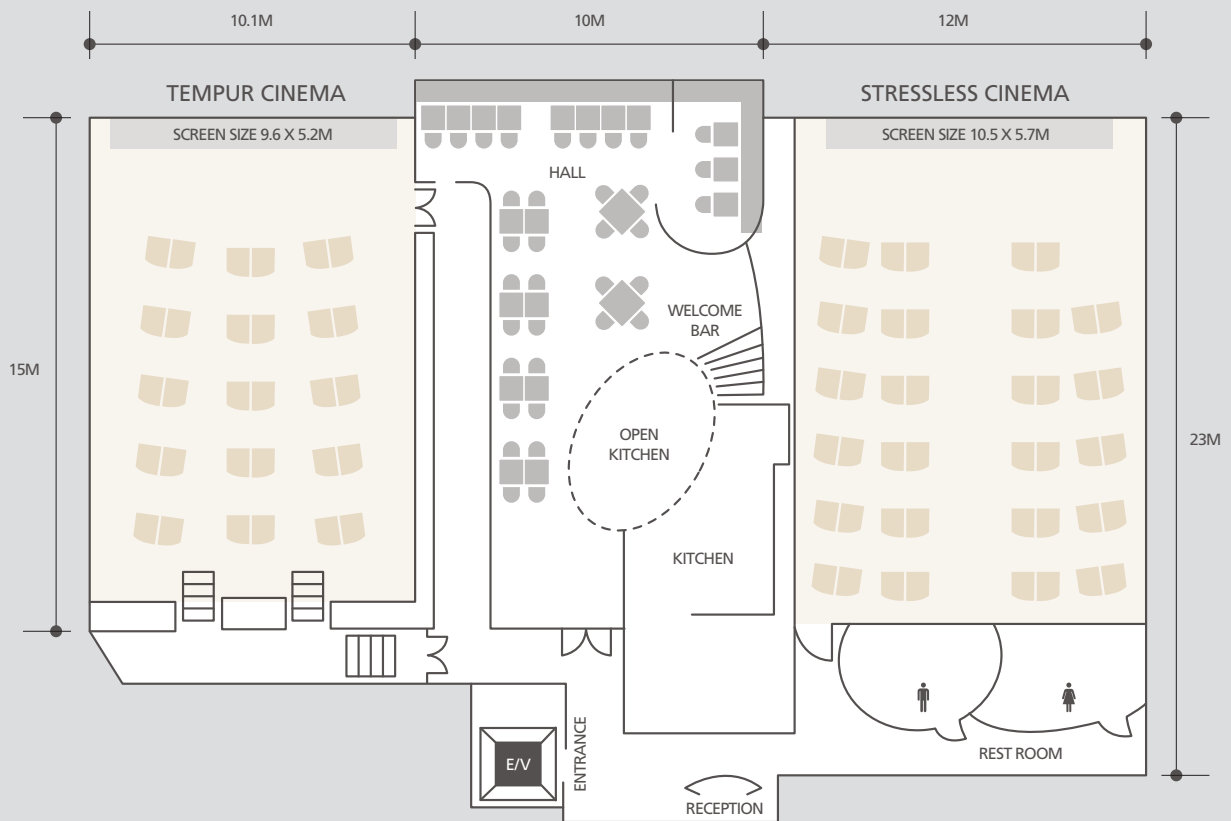 10.1M
10M
12M
TEMPUR CINEMA
STRESSLESS CINEMA
SCREEN SIZE 9.6 X 5.2M
SCREEN SIZE 10.5 X 5.7M
HALL
WELCOME
BAR
15M
OPEN
KITCHEN
23M
KITCHEN
ENTRANCE
E/V
REST ROOM
RECEPTION